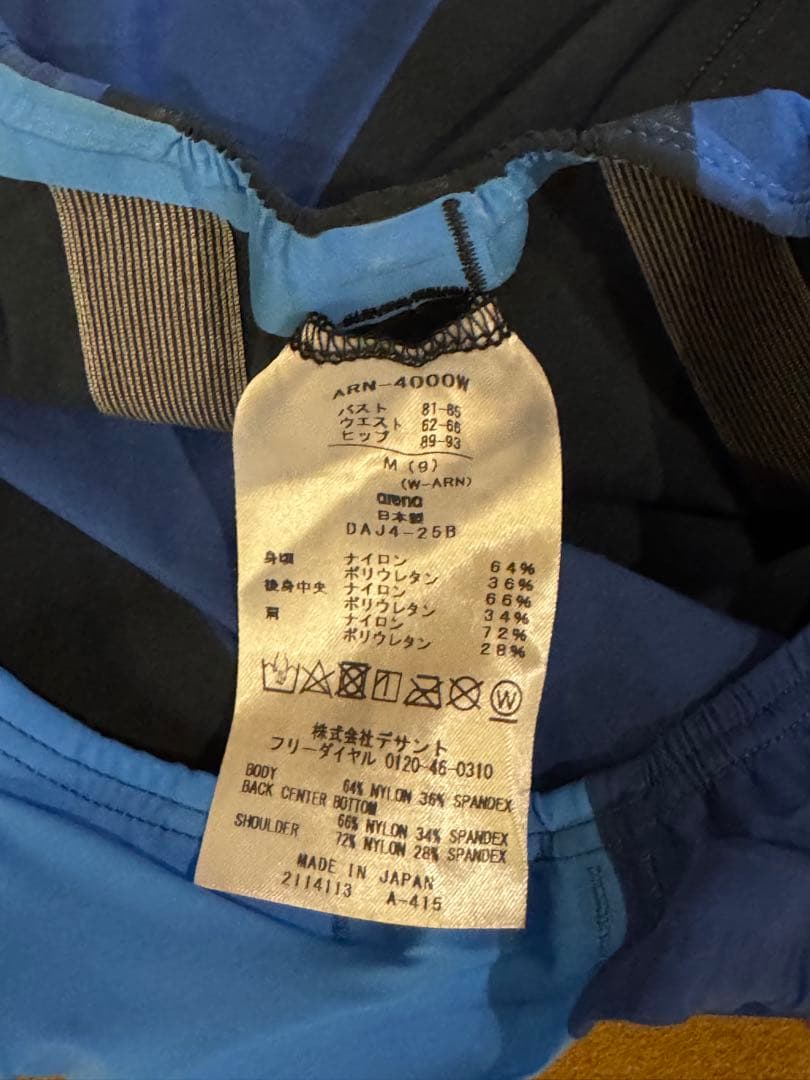 ARN-4000W
バスト 81-85
ウエスト 62-66
ヒップ 89-93
M (9)
(W-ARN)
arena
日本製
DAJ4-25B
身頃 ナイロン 64%
ポリウレタン 36%
後身中央 ナイロン 66%
ポリウレタン 34%
肩 ナイロン 72%
ポリウレタン 28%
W
株式会社デサント
フリーダイヤル 0120-46-0310
BODY 64% NYLON 36% SPANDEX
BACK CENTER BOTTOM
66% NYLON 34% SPANDEX
SHOULDER 72% NYLON 28% SPANDEX
MADE IN JAPAN
2114113 A-415